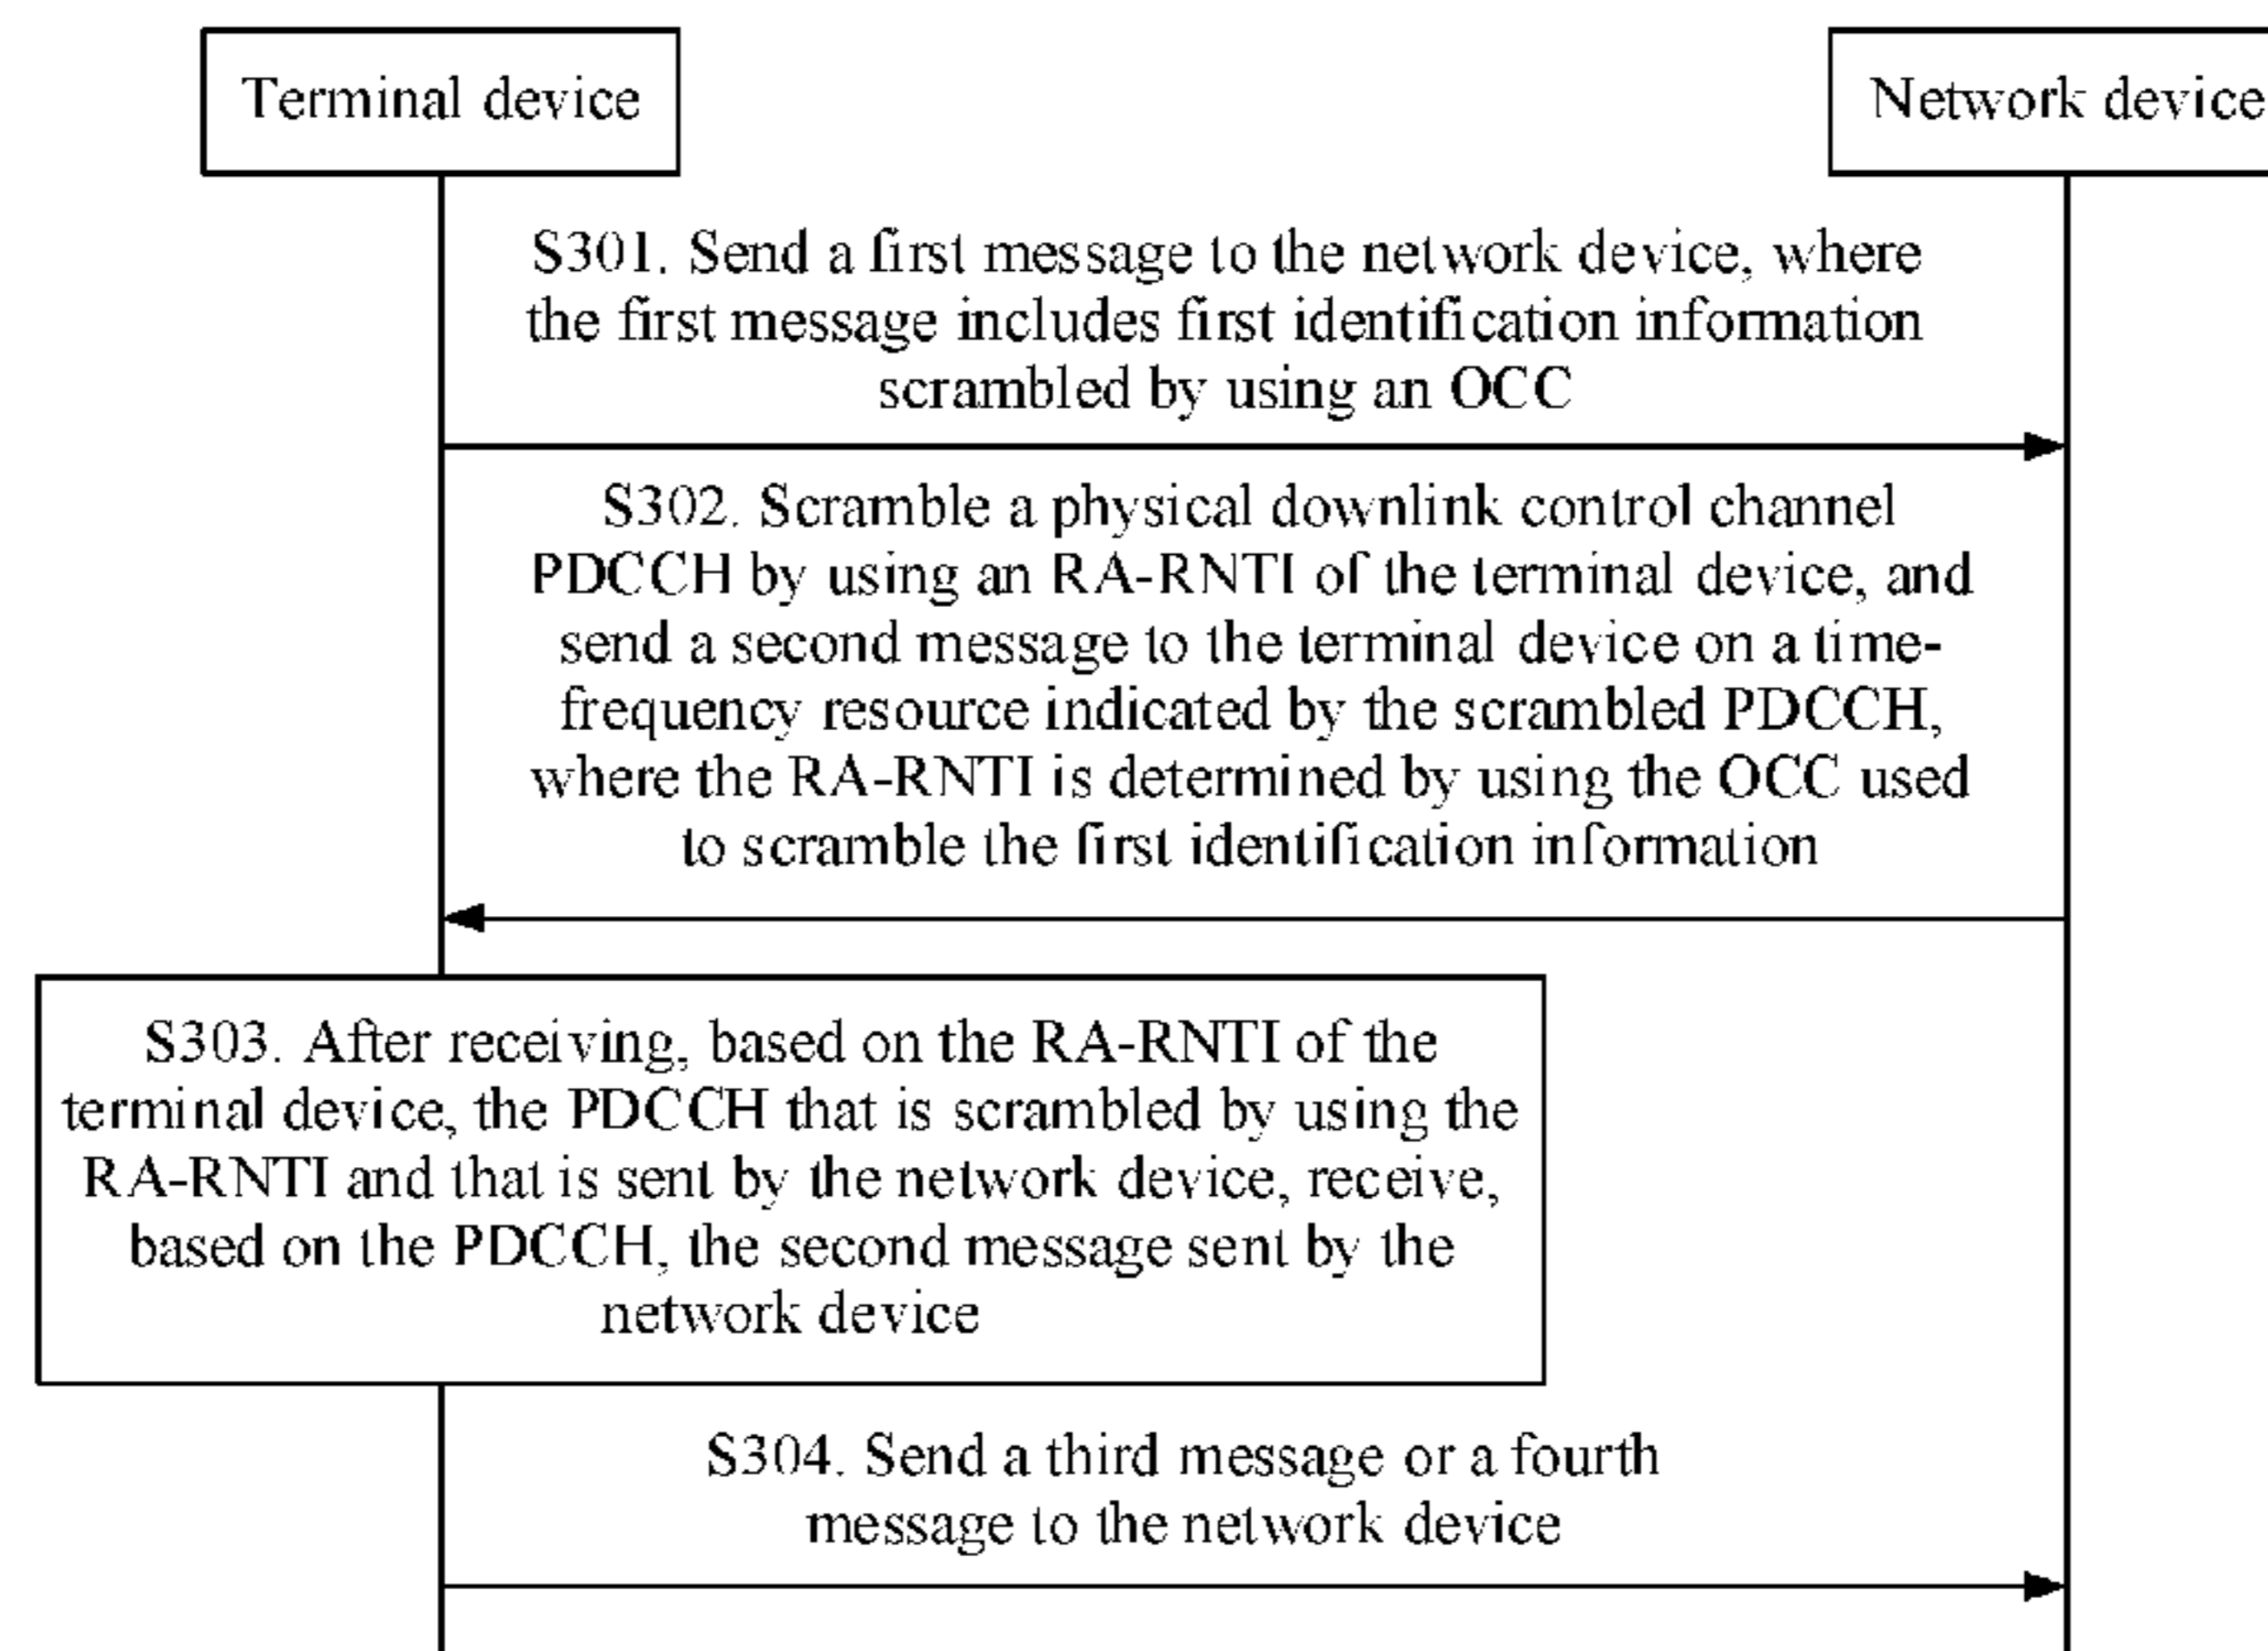 Terminal device
Network device
S301. Send a first message to the network device, where
the first message includes first identification information
scrambled by using an OCC
S302. Scramble a physical downlink control channel
PDCCH by using an RA-RNTI of the terminal device, and
send a second message to the terminal device on a time-
frequency resource indicated by the scrambled PDCCH,
where the RA-RNTI is determined by using the OCC used
to scramble the first identification information
S303. After receiving, based on the RA-RNTI of the
terminal device, the PDCCH that is scrambled by using the
RA-RNTI and that is sent by the network device, receive,
based on the PDCCH, the second message sent by the
network device
S304. Send a third message or a fourth
message to the network device